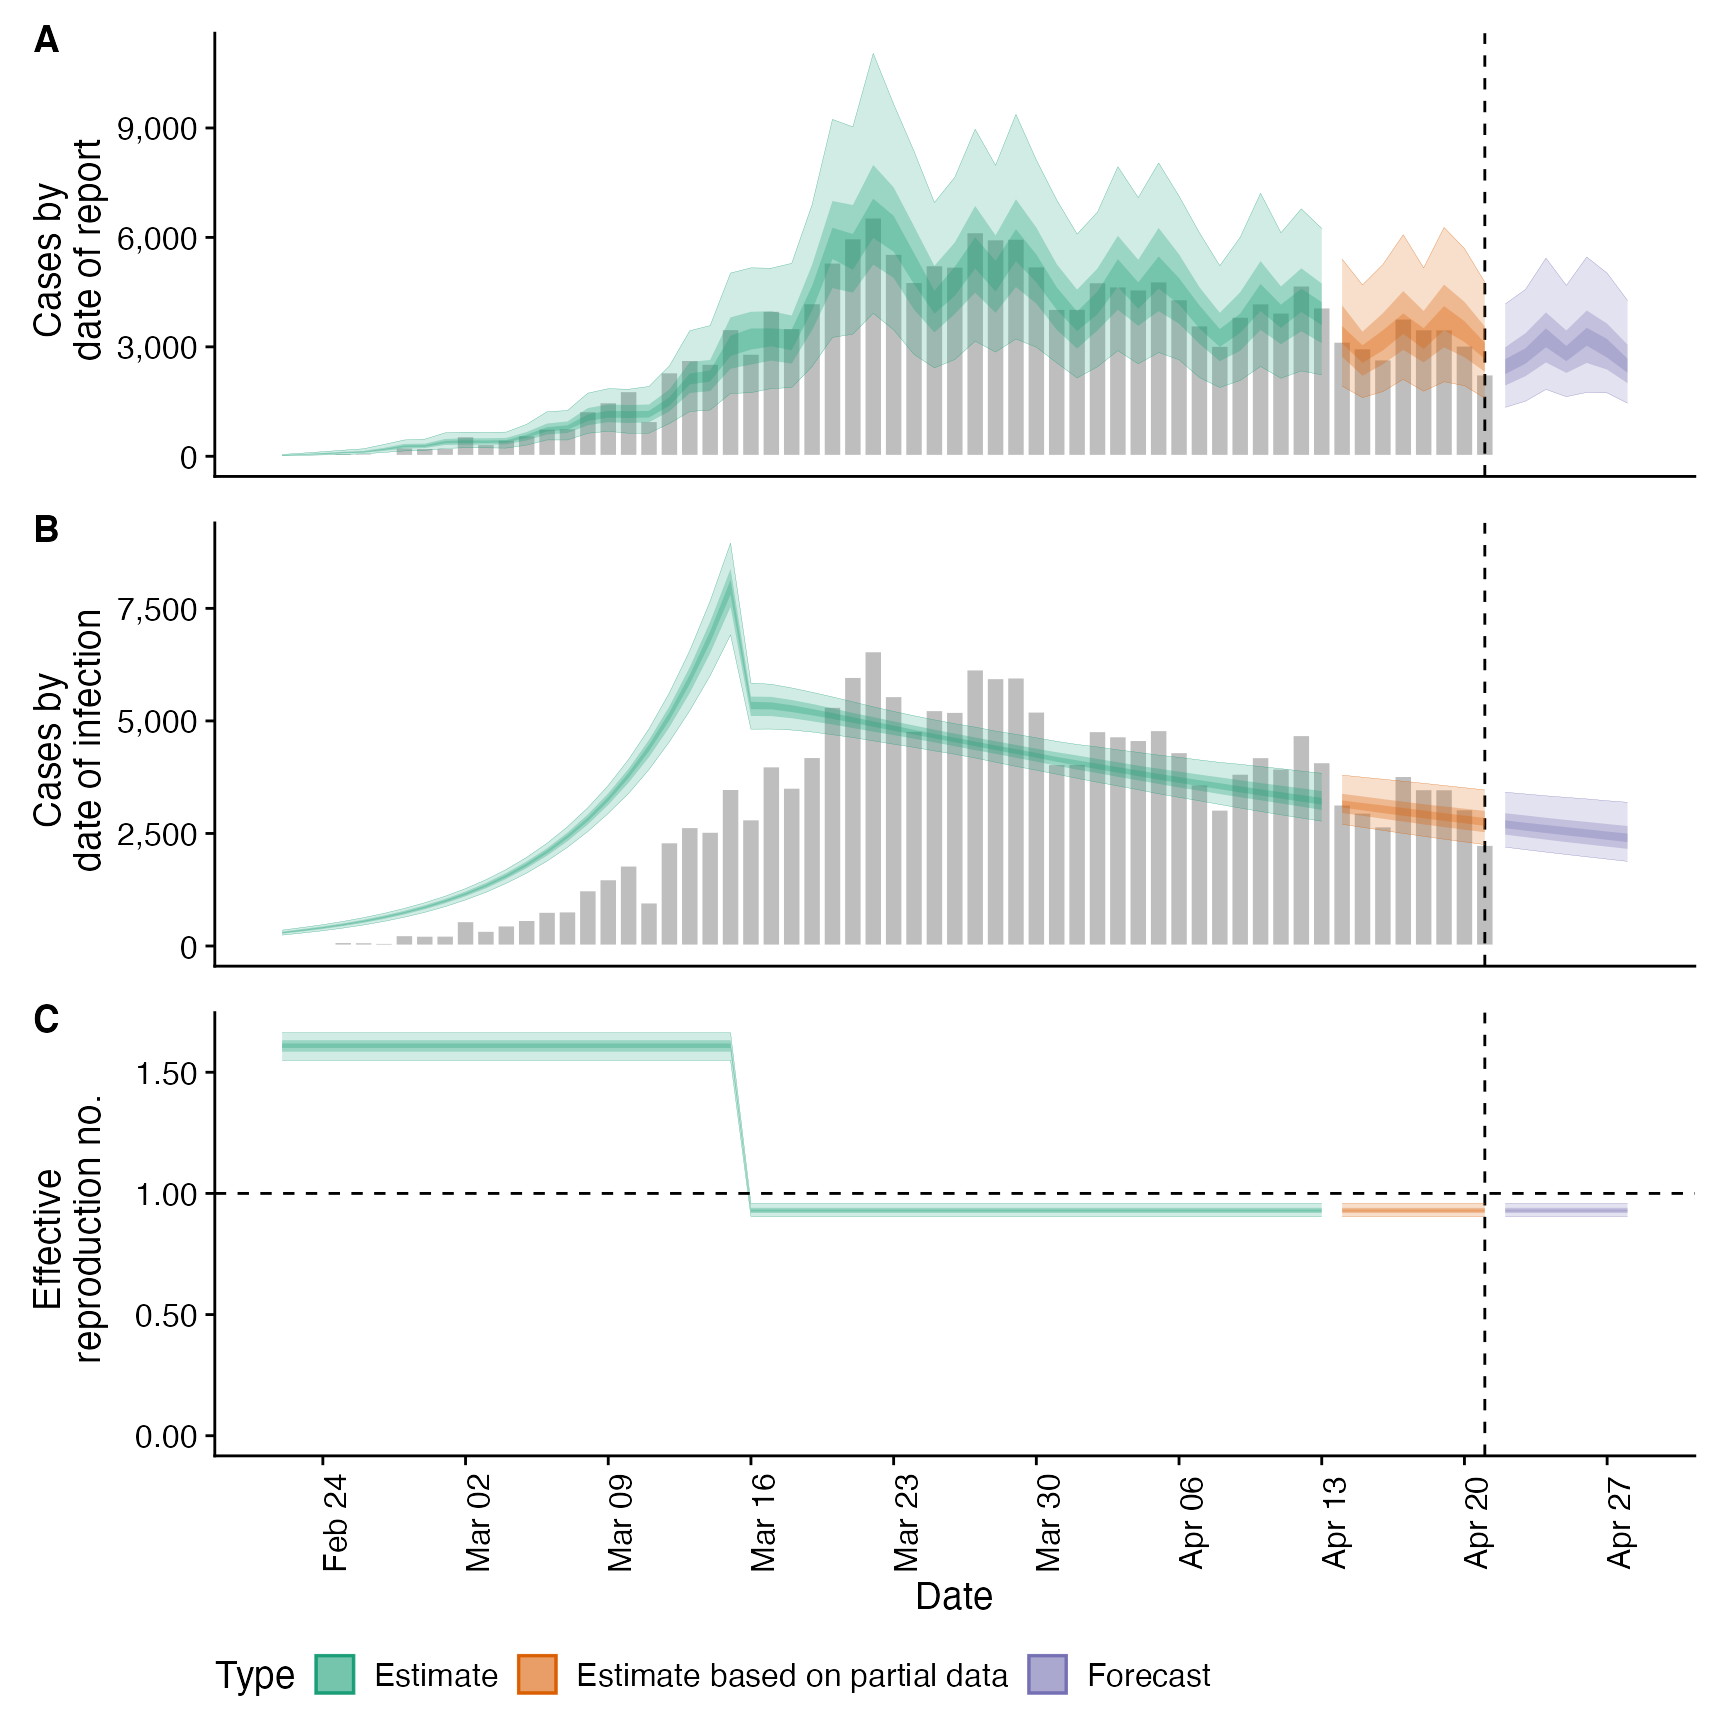 A
Cases by
date of report
9,000
6,000
3,000
0
B
Cases by
date of infection
7,500
5,000
2,500
0
C
Effective
reproduction no.
1.50
1.00
0.50
0.00
Feb 24
Mar 02
Mar 09
Mar 16
Mar 23
Mar 30
Apr 06
Apr 13
Apr 20
Apr 27
Date
Type Estimate Estimate based on partial data Forecast